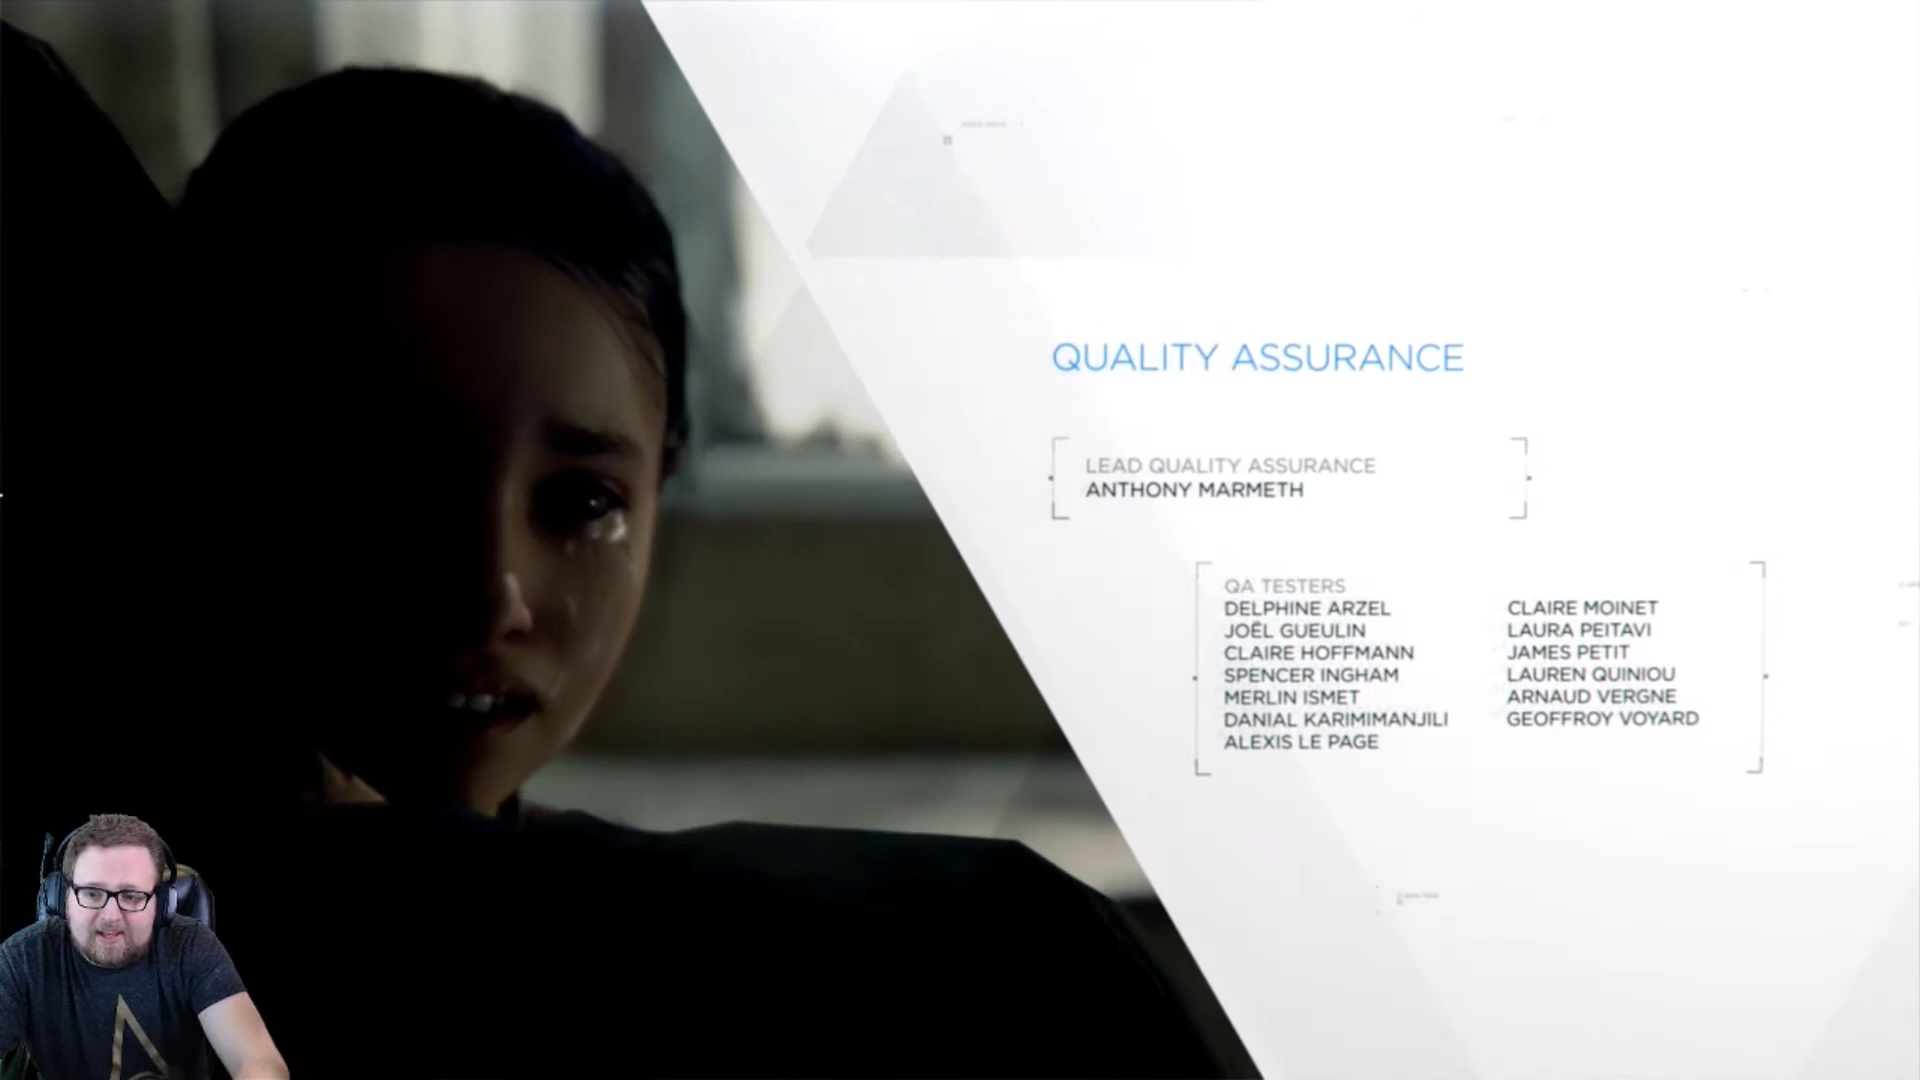 QUALITY ASSURANCE
LEAD QUALITY ASSURANCE
ANTHONY MARMETH
QA TESTERS
DELPHINE ARZEL
JOËL GUEULIN
CLAIRE HOFFMANN
SPENCER INGHAM
MERLIN ISMET
DANIAL KARIMIMANJILI
ALEXIS LE PAGE
CLAIRE MOINET
LAURA PEITAVI
JAMES PETIT
LAUREN QUINIOU
ARNAUD VERGNE
GEOFFROY VOYARD